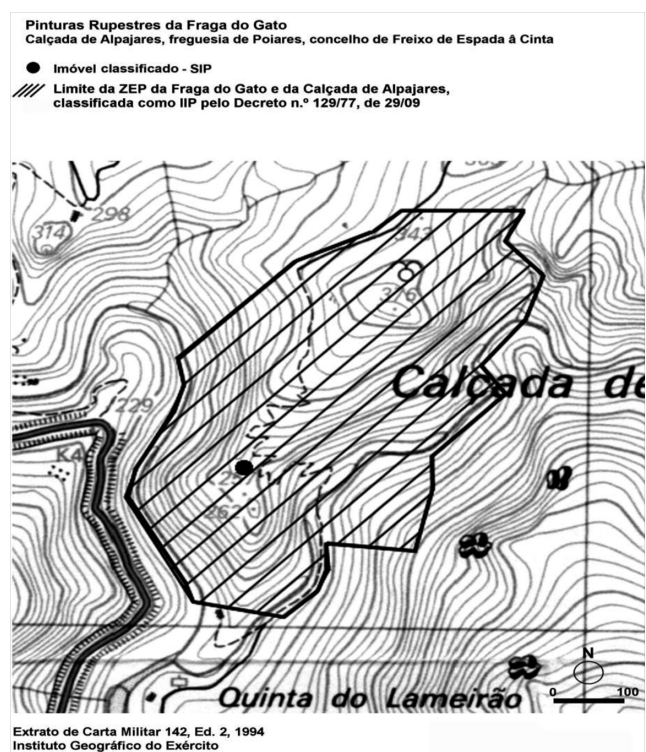 Pinturas Rupestres da Fraga do Gato
Calçada de Alpajares, freguesia de Poiares, concelho de Freixo de Espada â Cinta
Imóvel classificado - SIP
Limite da ZEP da Fraga do Gato e da Calçada de Alpajares,
classificada como IIP pelo Decreto n.º 129/77, de 29/09
298
314
343
376
Calçada de
229
K4
262
Quinta do Lameirão
N
0 100
Extrato de Carta Militar 142, Ed. 2, 1994
Instituto Geográfico do Exército